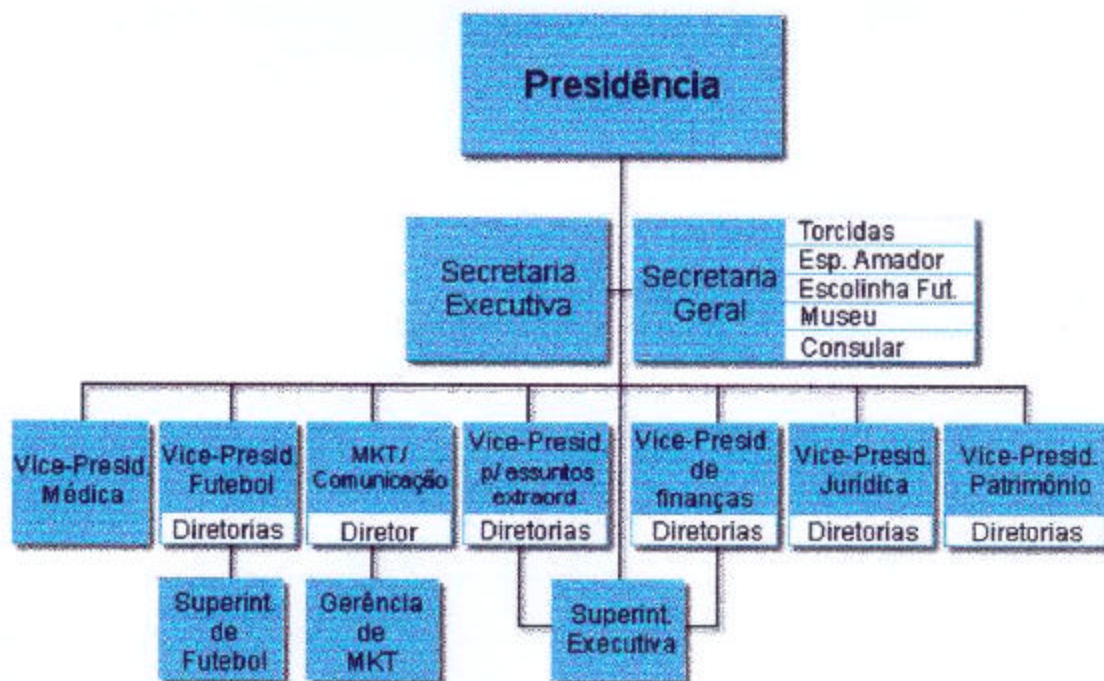 Presidência
Secretaria
Executiva
Secretaria
Geral
Torcidas
Esp. Amador
Escolinha Fut.
Museu
Consular
Vice-Presid.
Médica
Vice-Presid.
Futebol
Diretorias
MKT/
Comunicação
Diretor
Vice-Presid.
p/ assuntos
extraord.
Diretorias
Vice-Presid.
de
finanças
Diretorias
Vice-Presid.
Jurídica
Diretorias
Vice-Presid.
Patrimônio
Diretorias
Superint.
de
Futebol
Gerência
de
MKT
Superint.
Executiva